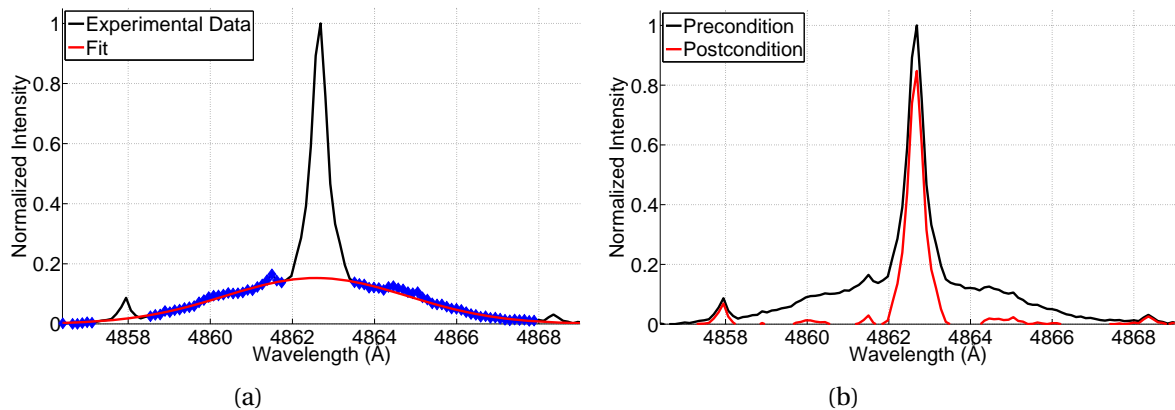 Experimental Data
Fit
Normalized Intensity
1
0.8
0.6
0.4
0.2
0
4858 4860 4862 4864 4866 4868
Wavelength (Å)
(a)
Precondition
Postcondition
Normalized Intensity
1
0.8
0.6
0.4
0.2
0
4858 4860 4862 4864 4866 4868
Wavelength (Å)
(b)